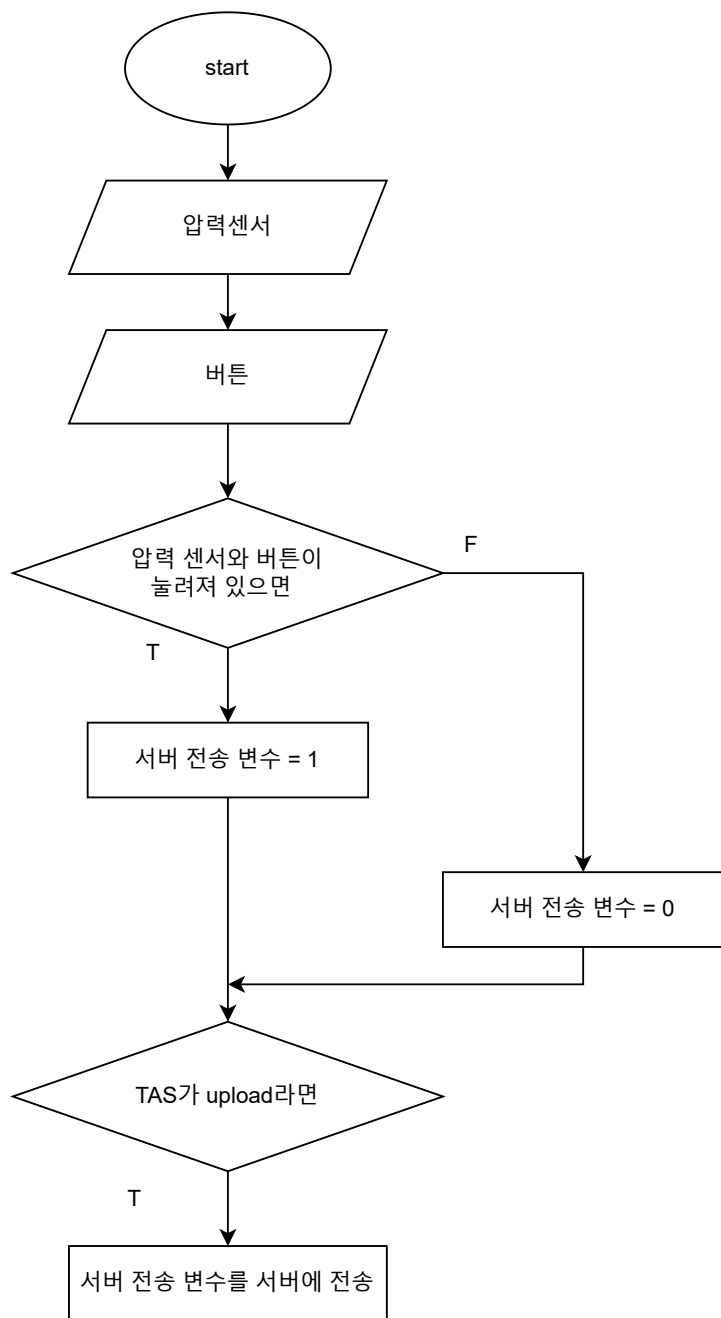 start
압력센서
버튼
압력 센서와 버튼이
눌려져 있으면
F
T
서버 전송 변수 = 1
서버 전송 변수 = 0
TAS가 upload라면
T
서버 전송 변수를 서버에 전송